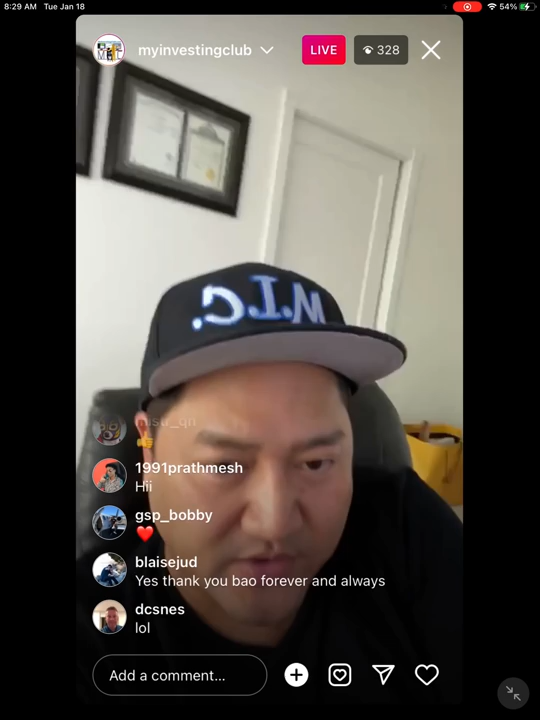 8:29 AM Tue Jan 18
54%
myinvestingclub
LIVE
328
M.I.C.
mistr_qh
1991prathmesh
Hii
gsp_bobby
blaisejud
Yes thank you bao forever and always
dcsnes
lol
Add a comment...